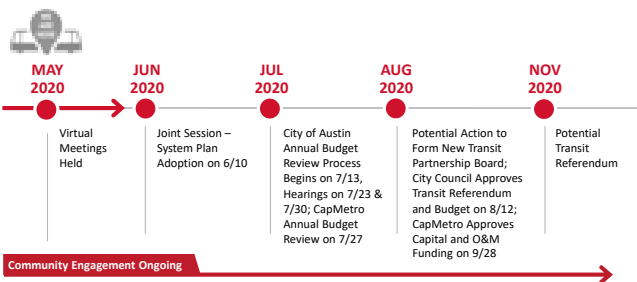 MAY
2020
JUN
2020
JUL
2020
AUG
2020
NOV
2020
Virtual
Meetings
Held
Joint Session –
System Plan
Adoption on 6/10
City of Austin
Annual Budget
Review Process
Begins on 7/13,
Hearings on 7/23 &
7/30; CapMetro
Annual Budget
Review on 7/27
Potential Action to
Form New Transit
Partnership Board;
City Council Approves
Transit Referendum
and Budget on 8/12;
CapMetro Approves
Capital and O&M
Funding on 9/28
Potential
Transit
Referendum
Community Engagement Ongoing